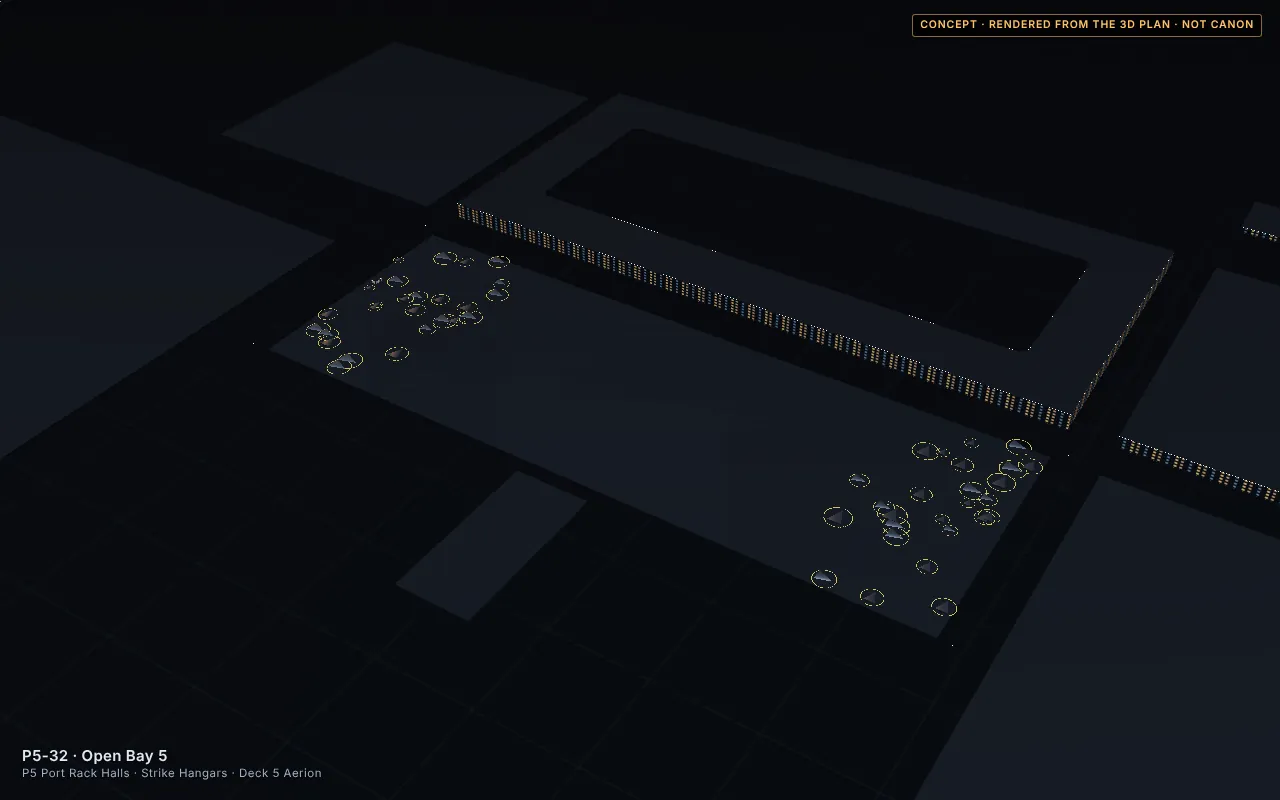 CONCEPT · RENDERED FROM THE 3D PLAN · NOT CANON
P5-32 · Open Bay 5
P5 Port Rack Halls · Strike Hangars · Deck 5 Aerion